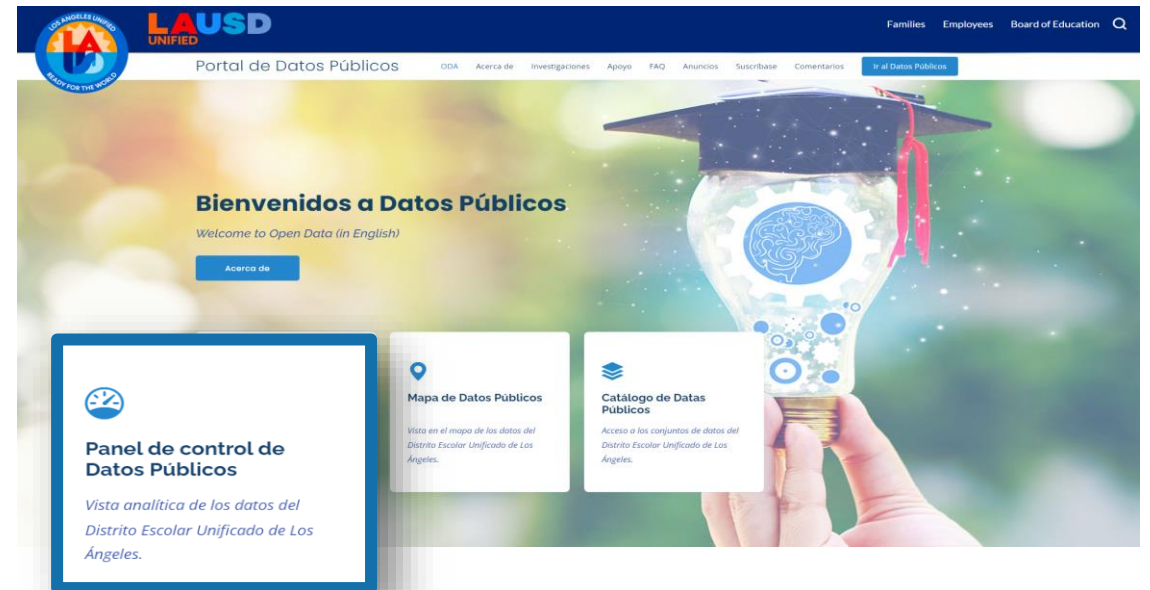 LOS ANGELES UNIFIED
LA
READY FOR THE WORLD
LAUSD
UNIFIED
Families Employees Board of Education
Portal de Datos Públicos
ODA Acerca de Investigaciones Apoyo FAQ Anuncios Suscríbase Comentarios Ir al Datos Públicos
Bienvenidos a Datos Públicos
Welcome to Open Data (in English)
Acerca de
Panel de control de
Datos Públicos
Vista analítica de los datos del
Distrito Escolar Unificado de Los
Ángeles.
Mapa de Datos Públicos
Vista en el mapa de los datos del
Distrito Escolar Unificado de Los
Ángeles.
Catálogo de Datas
Públicos
Acceso a los conjuntos de datos del
Distrito Escolar Unificado de Los
Ángeles.